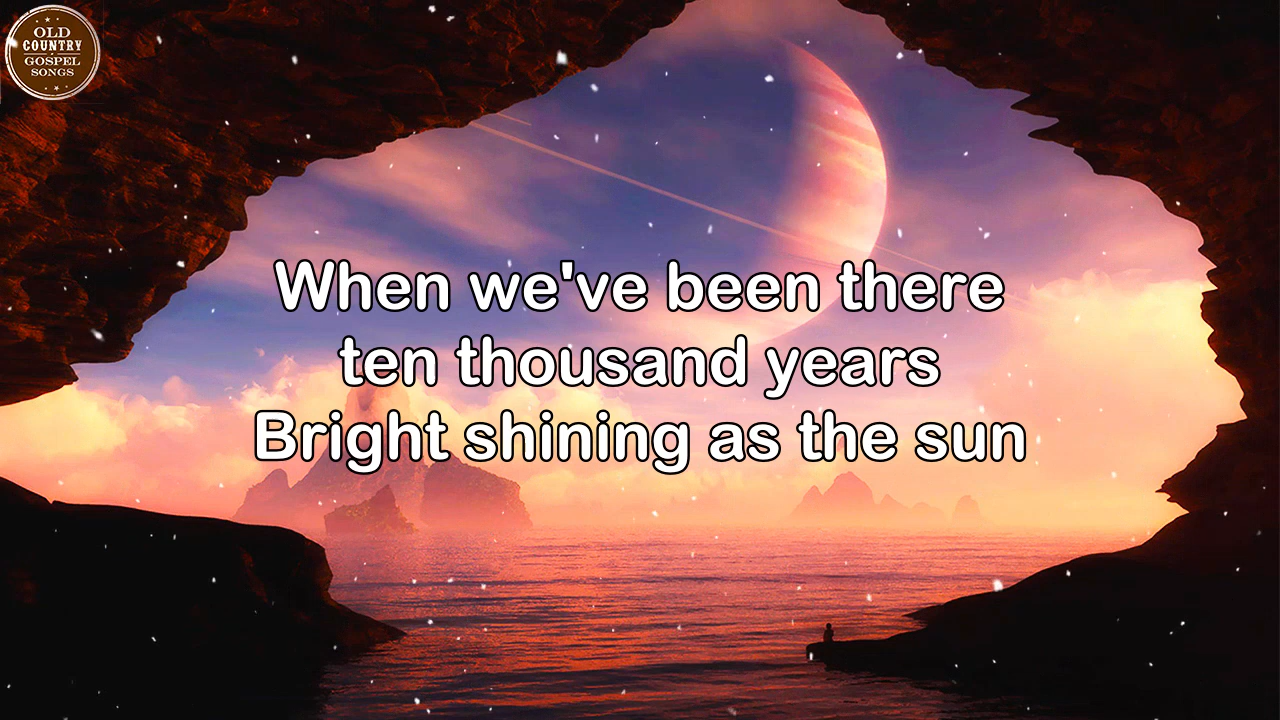 OLD
COUNTRY
GOSPEL
SONGS
When we've been there
ten thousand years
Bright shining as the sun